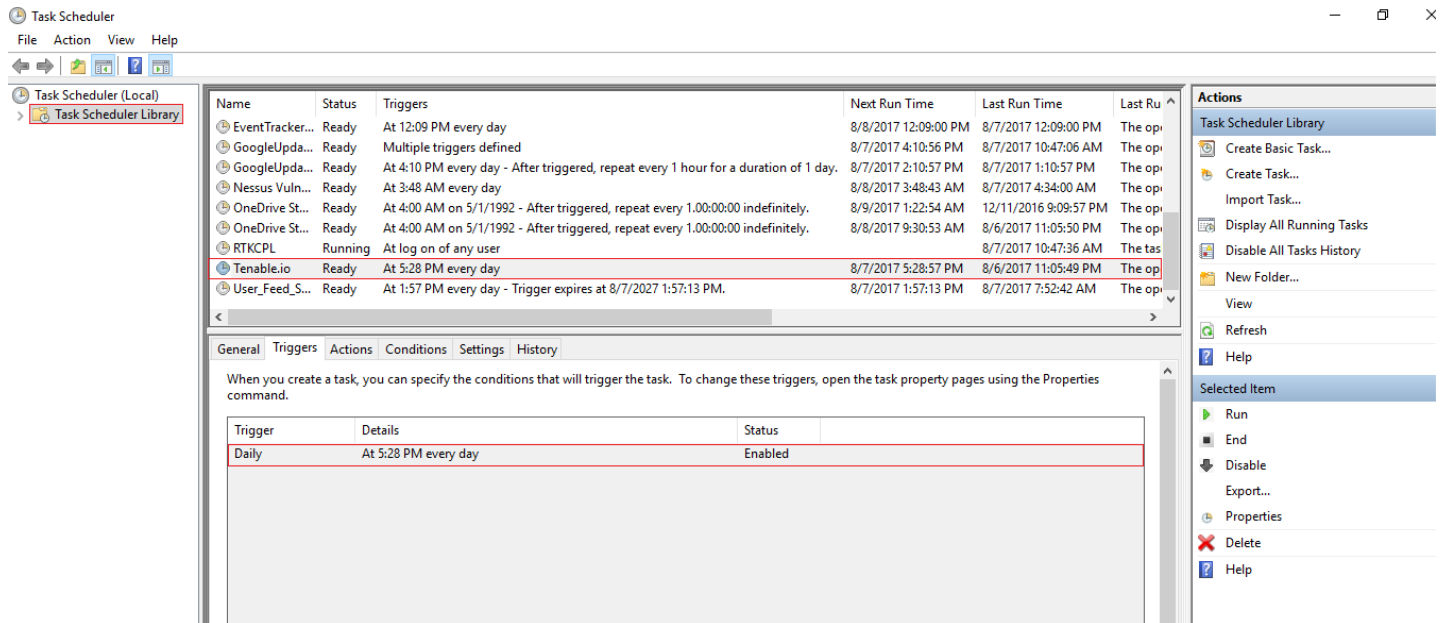 Task Scheduler
File Action View Help
Task Scheduler (Local)
Task Scheduler Library
Name Status Triggers Next Run Time Last Run Time Last Ru
EventTracker... Ready At 12:09 PM every day 8/8/2017 12:09:00 PM 8/7/2017 12:09:00 PM The ope
GoogleUpda... Ready Multiple triggers defined 8/7/2017 4:10:56 PM 8/7/2017 10:47:06 AM The ope
GoogleUpda... Ready At 4:10 PM every day - After triggered, repeat every 1 hour for a duration of 1 day. 8/7/2017 2:10:57 PM 8/7/2017 1:10:57 PM The ope
Nessus Vuln... Ready At 3:48 AM every day 8/8/2017 3:48:43 AM 8/7/2017 4:34:00 AM The ope
OneDrive St... Ready At 4:00 AM on 5/1/1992 - After triggered, repeat every 1.00:00:00 indefinitely. 8/9/2017 1:22:54 AM 12/11/2016 9:09:57 PM The ope
OneDrive St... Ready At 4:00 AM on 5/1/1992 - After triggered, repeat every 1.00:00:00 indefinitely. 8/8/2017 9:30:53 AM 8/6/2017 11:05:50 PM The ope
RTKCPL Running At log on of any user 8/7/2017 10:47:36 AM The tas
Tenable.io Ready At 5:28 PM every day 8/7/2017 5:28:57 PM 8/6/2017 11:05:49 PM The op
User_Feed_S... Ready At 1:57 PM every day - Trigger expires at 8/7/2027 1:57:13 PM. 8/7/2017 1:57:13 PM 8/7/2017 7:52:42 AM The ope
General Triggers Actions Conditions Settings History
When you create a task, you can specify the conditions that will trigger the task. To change these triggers, open the task property pages using the Properties
command.
Trigger Details Status
Daily At 5:28 PM every day Enabled
Actions
Task Scheduler Library
Create Basic Task...
Create Task...
Import Task...
Display All Running Tasks
Disable All Tasks History
New Folder...
View
Refresh
Help
Selected Item
Run
End
Disable
Export...
Properties
Delete
Help